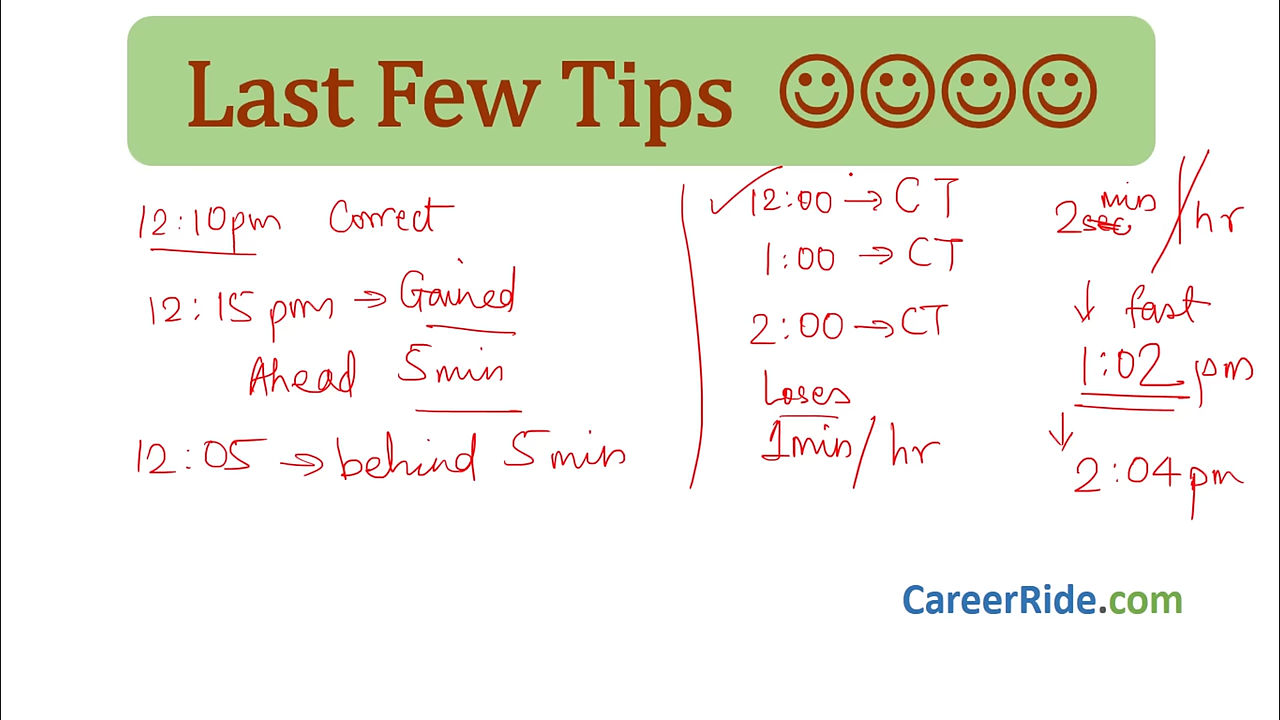 Last Few Tips
12:10pm Correct
12:15 pm → Gained
Ahead 5min
12:05 → behind 5 min
12:00 → CT
1:00 → CT
2:00 → CT
Loses
1min/hr
2 min/hr
↓ fast
1:02 pm
↓
2:04pm
CareerRide.com